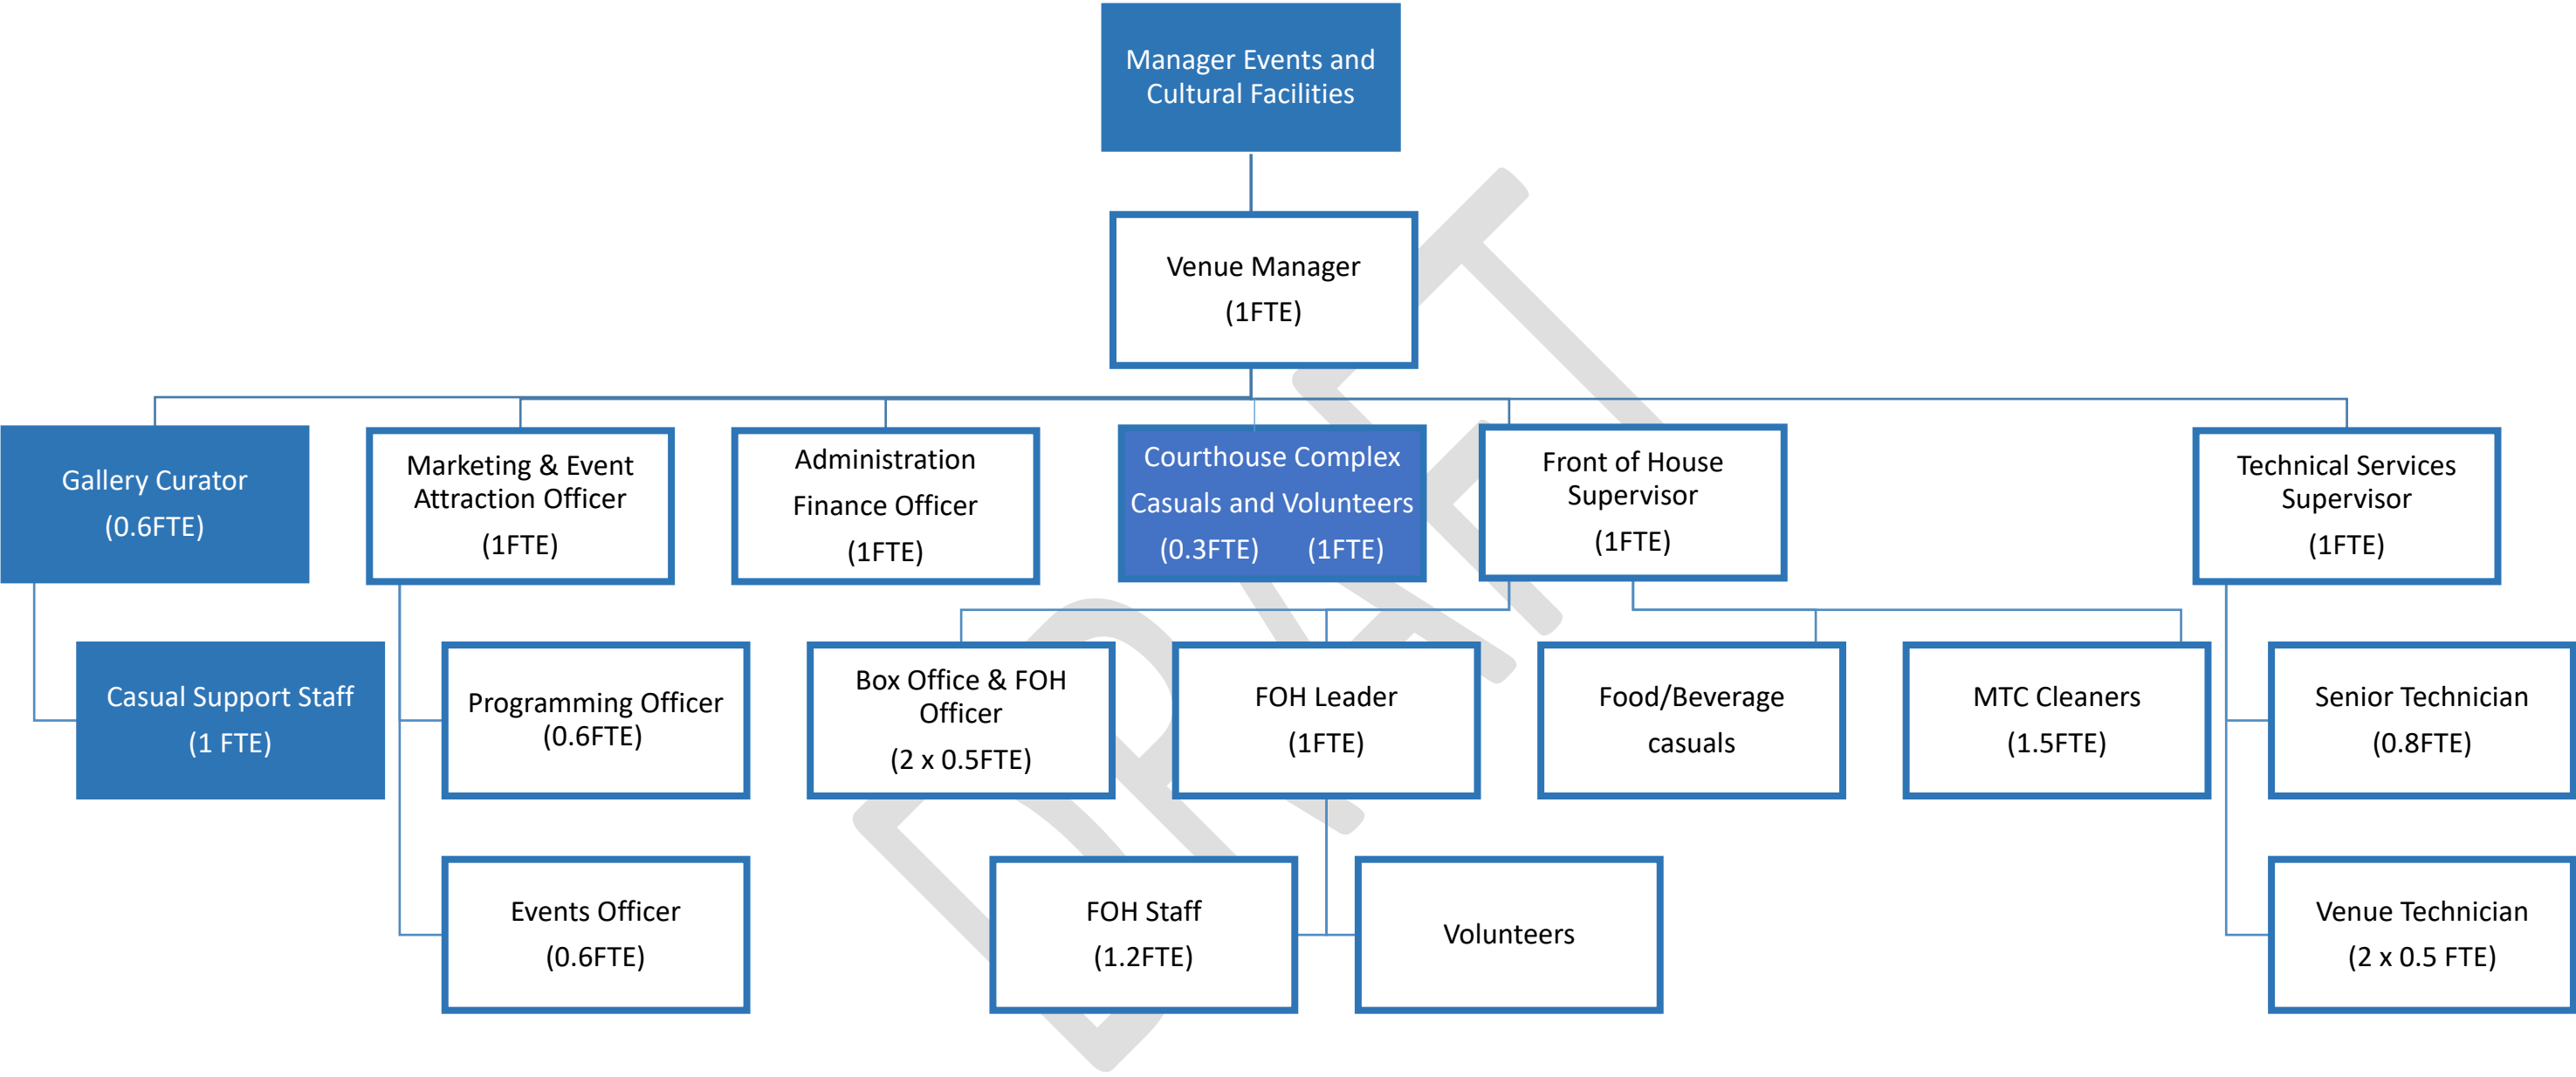 Manager Events and
Cultural Facilities
Venue Manager
(1FTE)
Gallery Curator
(0.6FTE)
Marketing & Event
Attraction Officer
(1FTE)
Administration
Finance Officer
(1FTE)
Courthouse Complex
Casuals and Volunteers
(0.3FTE) (1FTE)
Front of House
Supervisor
(1FTE)
Technical Services
Supervisor
(1FTE)
Casual Support Staff
(1 FTE)
Programming Officer
(0.6FTE)
Box Office & FOH
Officer
(2 x 0.5FTE)
FOH Leader
(1FTE)
Food/Beverage
casuals
MTC Cleaners
(1.5FTE)
Senior Technician
(0.8FTE)
Events Officer
(0.6FTE)
FOH Staff
(1.2FTE)
Volunteers
Venue Technician
(2 x 0.5 FTE)
DRAFT